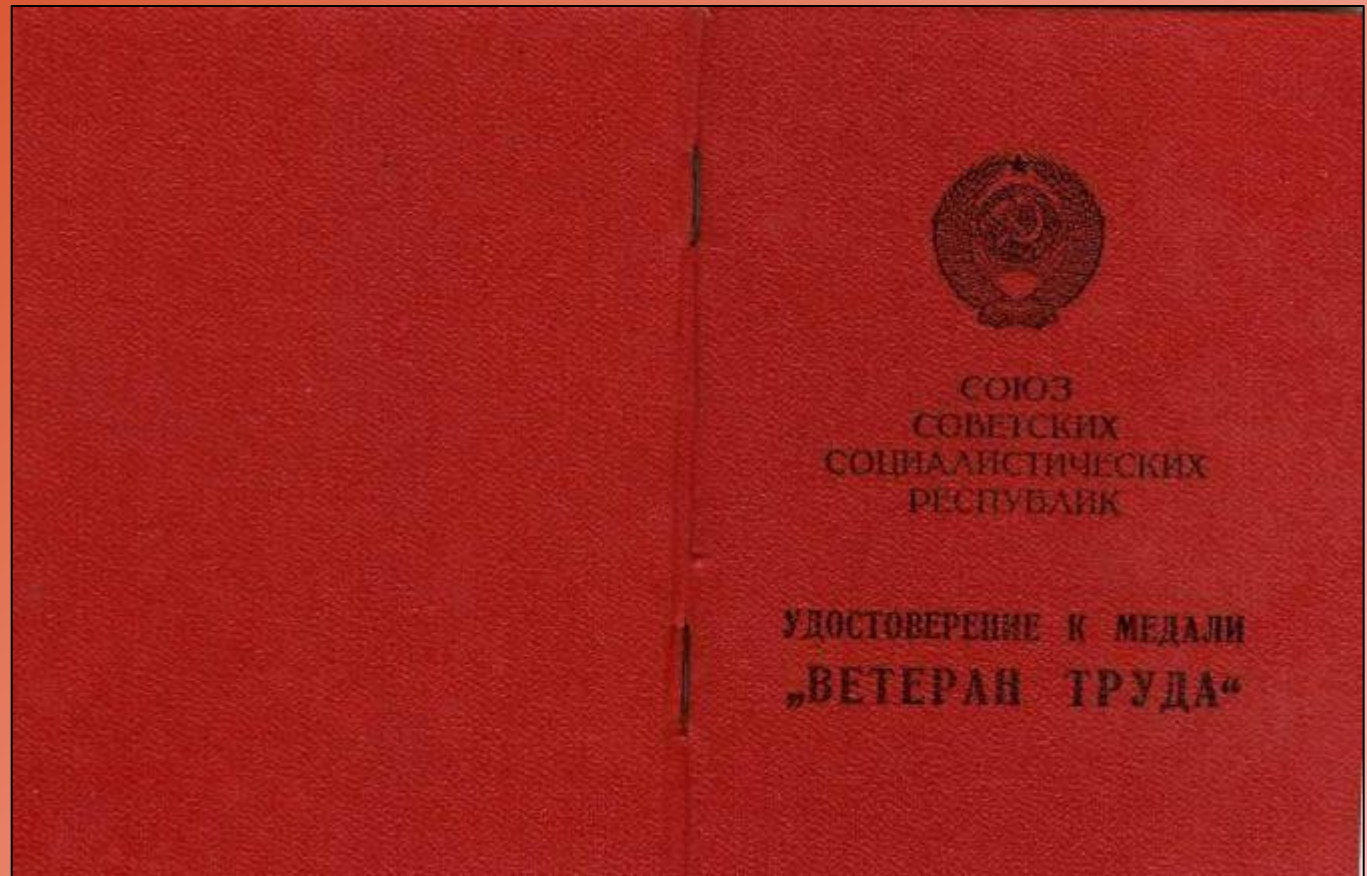 СОЮЗ
СОВЕТСКИХ
СОЦИАЛИСТИЧЕСКИХ
РЕСПУБЛИК
УДОСТОВЕРЕНИЕ К МЕДАЛИ
„ВЕТЕРАН ТРУДА“